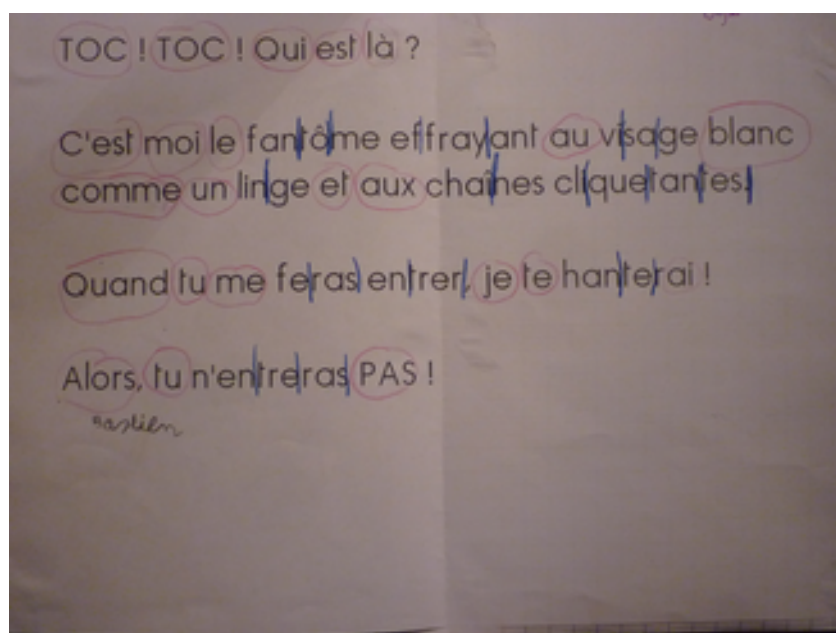 TOC ! TOC ! Qui est là ?
C'est moi le fantôme effrayant au visage blanc
comme un linge et aux chaînes cliquetantes.
Quand tu me feras entrer, je te hanterai !
Alors, tu n'entreras PAS !
Bastien